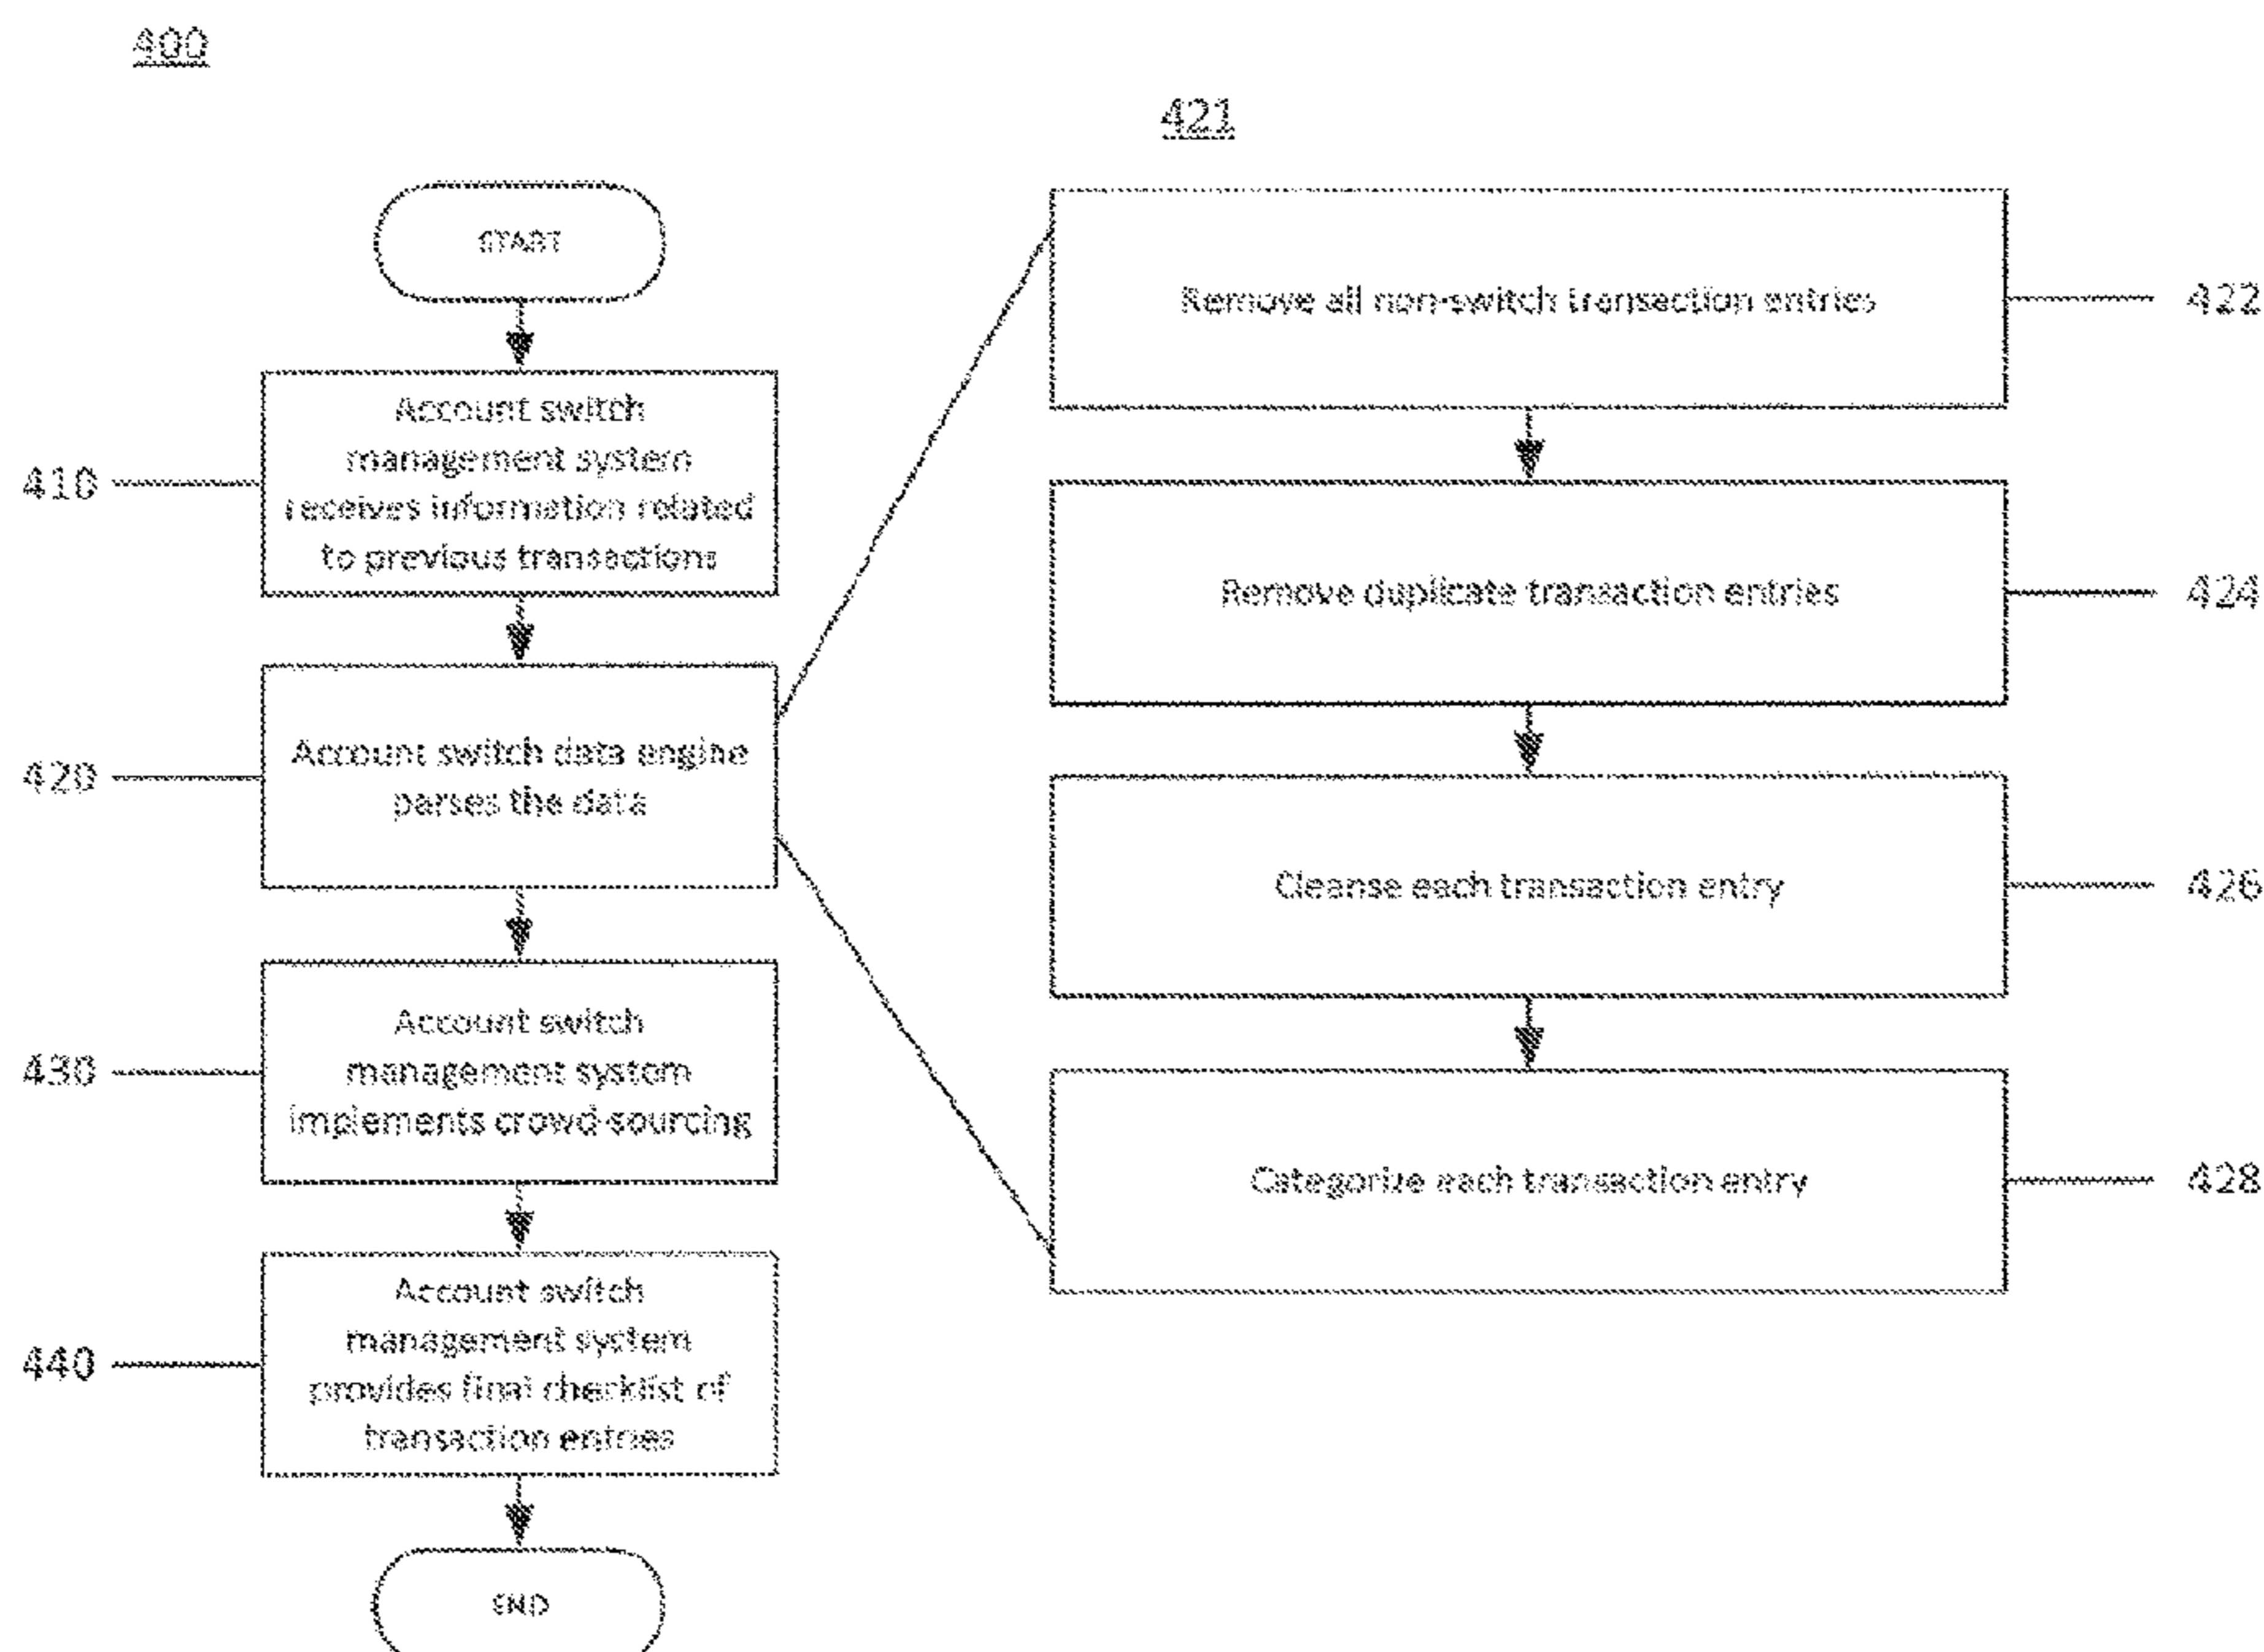 400
START
410
Account switch
management system
receives information related
to previous transactions
420
Account switch data engine
parses the data
430
Account switch
management system
implements crowd-sourcing
440
Account switch
management system
provides final checklist of
transaction entries
END
421
Remove all non-switch transaction entries
422
Remove duplicate transaction entries
424
Cleanse each transaction entry
426
Categorize each transaction entry
428